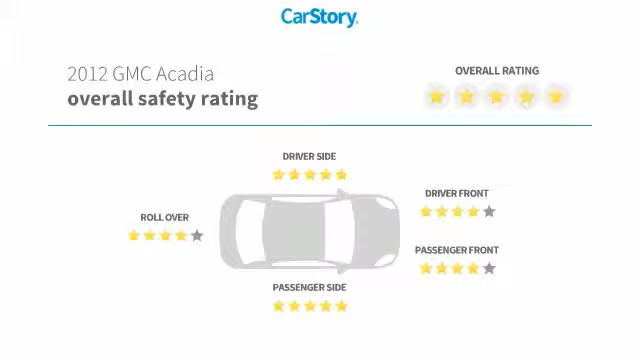 CarStory.
2012 GMC Acadia
overall safety rating
OVERALL RATING
DRIVER SIDE
DRIVER FRONT
ROLL OVER
PASSENGER FRONT
PASSENGER SIDE